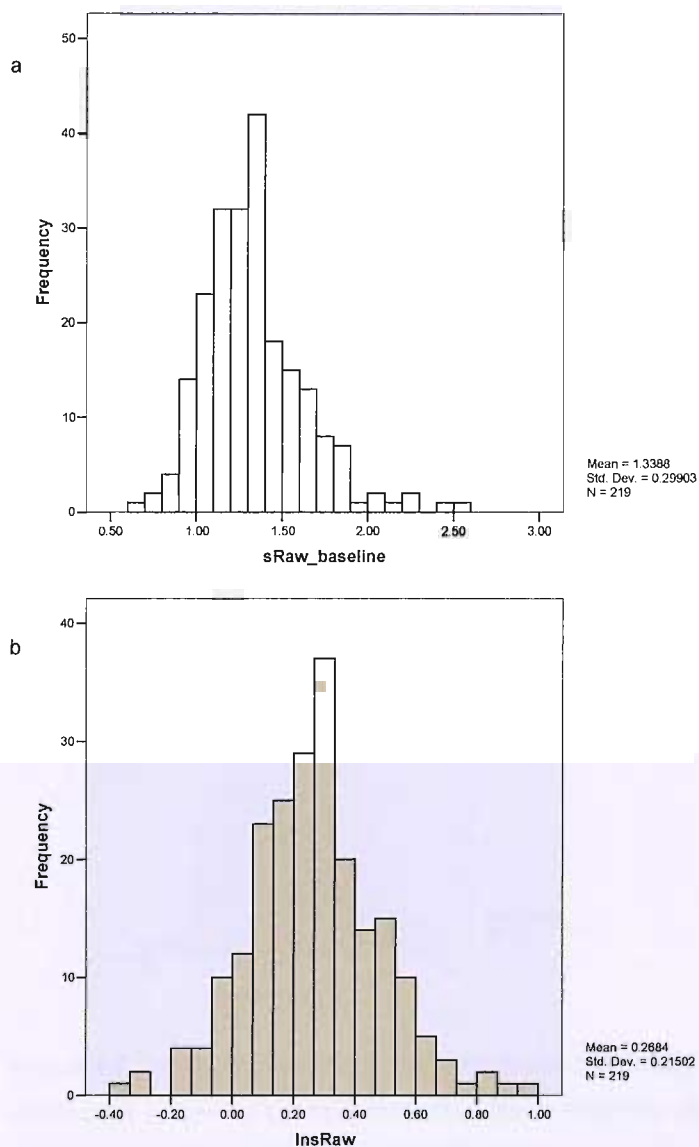 a
50
40
30
20
10
0
Frequency
0.50 1.00 1.50 2.00 2.50 3.00
sRaw_baseline
Mean = 1.3388
Std. Dev. = 0.29903
N = 219
b
40
30
20
10
0
Frequency
-0.40 -0.20 0.00 0.20 0.40 0.60 0.80 1.00
lnsRaw
Mean = 0.2684
Std. Dev. = 0.21502
N = 219